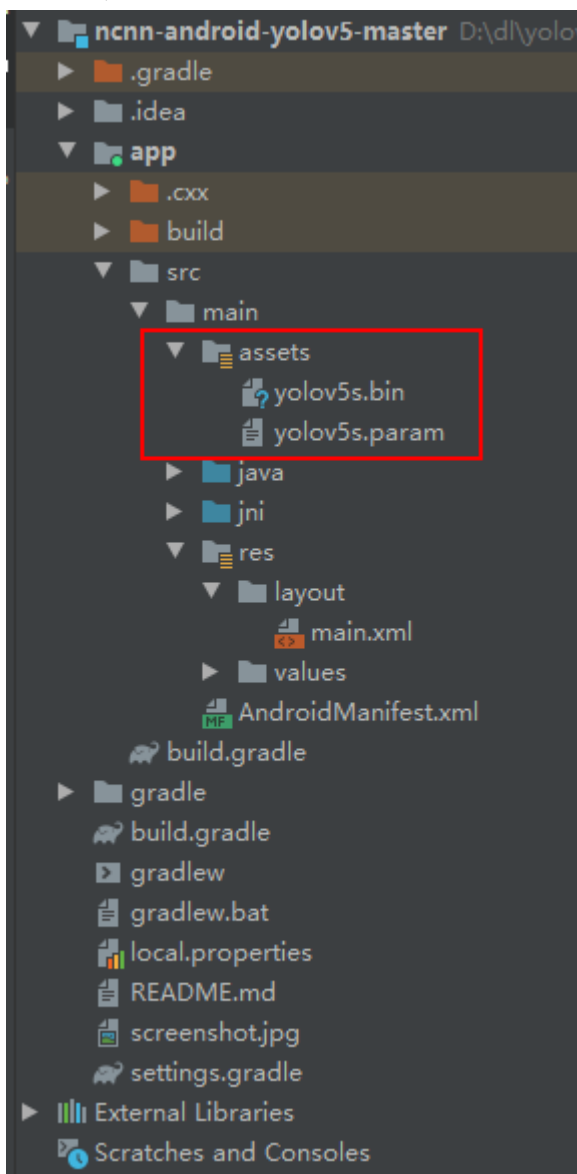 ncnn-android-yolov5-master D:\dl\yolov
.gradle
.idea
app
.cxx
build
src
main
assets
yolov5s.bin
yolov5s.param
java
jni
res
layout
main.xml
values
AndroidManifest.xml
build.gradle
gradle
build.gradle
gradlew
gradlew.bat
local.properties
README.md
screenshot.jpg
settings.gradle
External Libraries
Scratches and Consoles